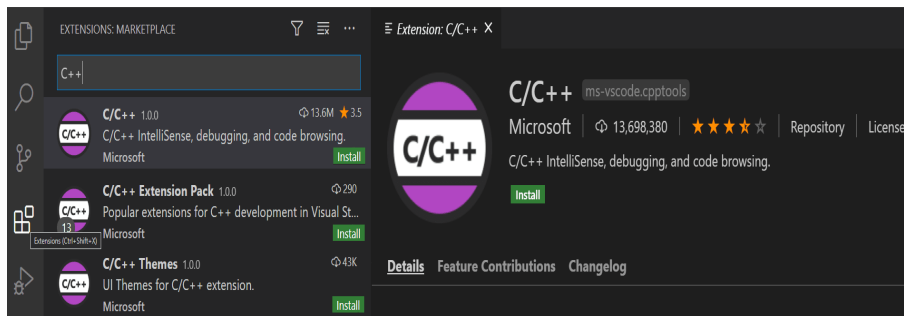 EXTENSIONS: MARKETPLACE
C++
C/C++ 1.0.0 13.6M ★ 3.5
C/C++ IntelliSense, debugging, and code browsing.
Microsoft Install
C/C++
C/C++ Extension Pack 1.0.0 290
Popular extensions for C++ development in Visual St...
Microsoft Install
C/C++
13
Extensions (Ctrl+Shift+X)
C/C++ Themes 1.0.0 43K
UI Themes for C/C++ extension.
Microsoft Install
C/C++
Extension: C/C++ X
C/C++
C/C++ ms-vscode.cpptools
Microsoft | 13,698,380 | ★★★★☆ | Repository | License
C/C++ IntelliSense, debugging, and code browsing.
Install
Details Feature Contributions Changelog